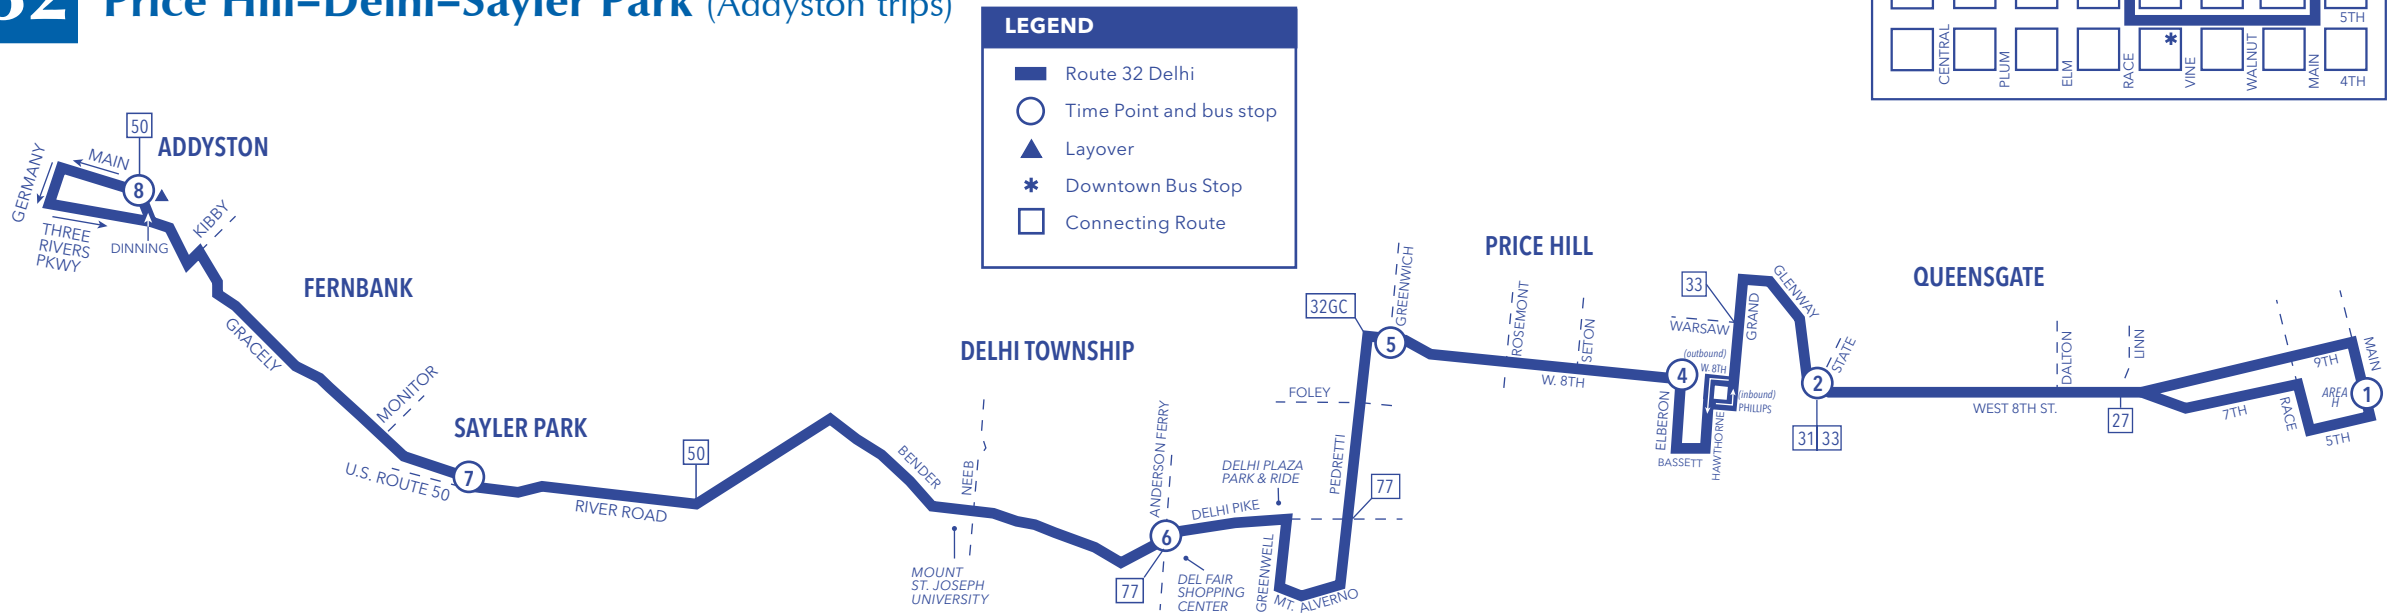 32 Price Hill–Delhi–Sayler Park (Addyston trips)
LEGEND
Route 32 Delhi
Time Point and bus stop
Layover
* Downtown Bus Stop
Connecting Route
5TH
*
CENTRAL
PLUM
ELM
RACE
VINE
WALNUT
MAIN
4TH
50
ADDYSTON
MAIN
GERMANY
8
KIBBY
THREE
RIVERS
PKWY
DINNING
FERNBANK
GRACELY
MONITOR
SAYLER PARK
U.S. ROUTE 50
7
50
RIVER ROAD
BENDER
NEEB
MOUNT
ST. JOSEPH
UNIVERSITY
DELHI TOWNSHIP
ANDERSON FERRY
6
77
DEL FAIR
SHOPPING
CENTER
DELHI PIKE
DELHI PLAZA
PARK & RIDE
GREENWELL
MT. ALVERNO
PEDRETTI
77
FOLEY
32GC
5
GREENWICH
PRICE HILL
ROSEMONT
SETON
W. 8TH
4
ELBERON
BASSETT
HAWTHORNE
(outbound)
W. 8TH
(inbound)
PHILLIPS
33
WARSAW
GRAND
GLENWAY
STATE
2
31 33
QUEENSGATE
WEST 8TH ST.
DALTON
LINN
27
9TH
7TH
RACE
5TH
MAIN
AREA
H
1